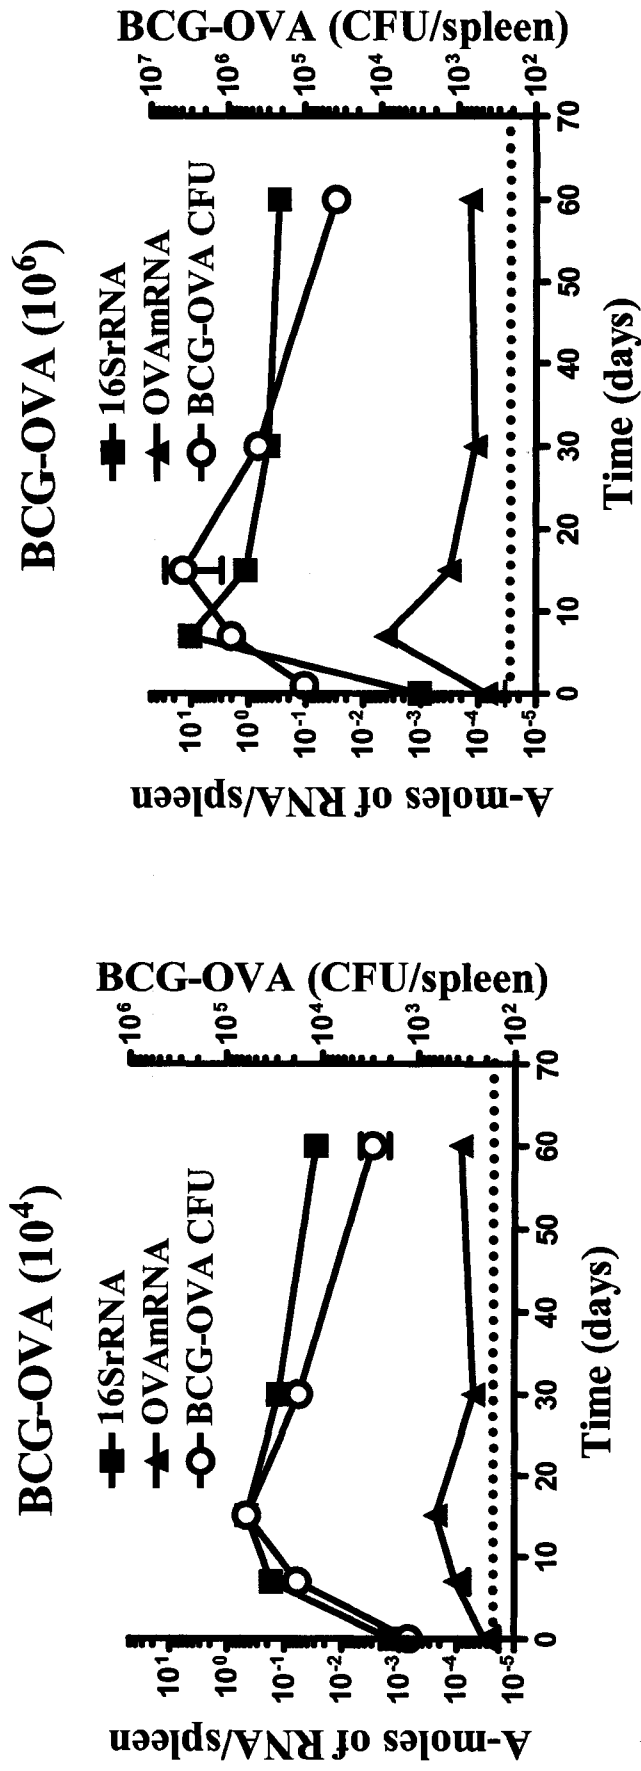 BCG-OVA (10⁴)
16SrRNA
OVAmRNA
BCG-OVA CFU
A-moles of RNA/spleen
10¹
10⁰
10⁻¹
10⁻²
10⁻³
10⁻⁴
10⁻⁵
BCG-OVA (CFU/spleen)
10⁶
10⁵
10⁴
10³
10²
0 10 20 30 40 50 60 70
Time (days)
BCG-OVA (10⁶)
16SrRNA
OVAmRNA
BCG-OVA CFU
A-moles of RNA/spleen
10¹
10⁰
10⁻¹
10⁻²
10⁻³
10⁻⁴
10⁻⁵
BCG-OVA (CFU/spleen)
10⁷
10⁶
10⁵
10⁴
10³
10²
0 10 20 30 40 50 60 70
Time (days)